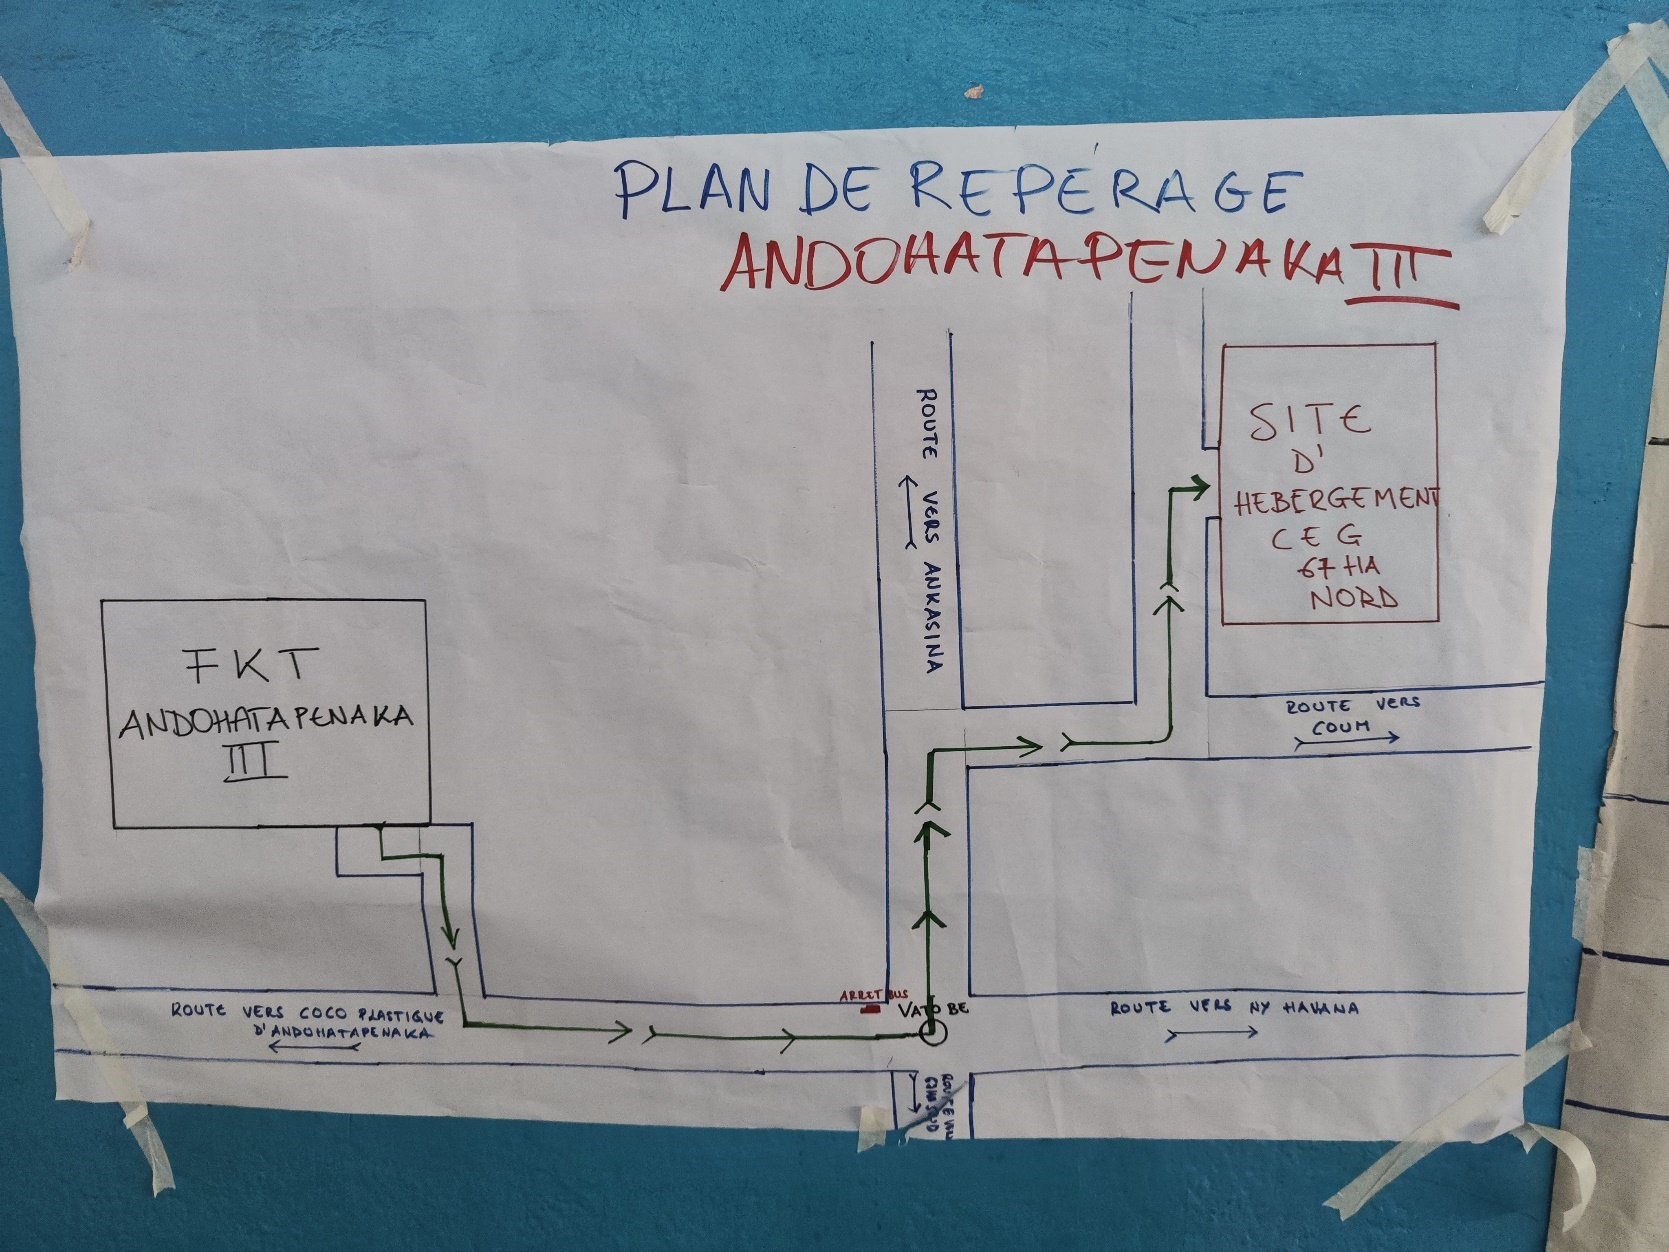 PLAN DE REPÉRAGE
ANDOHATAPENAKA III
ROUTE VERS ANKASINA
SITE
D'
HEBERGEMENT
CEG
67 HA
NORD
FKT
ANDOHATAPENAKA
III
ROUTE VERS
COUM
ARRET BUS
VATO BE
ROUTE VERS COCO PLASTIQUE
D'ANDOHATAPENAKA
ROUTE VERS NY HAVANA
ROUTE